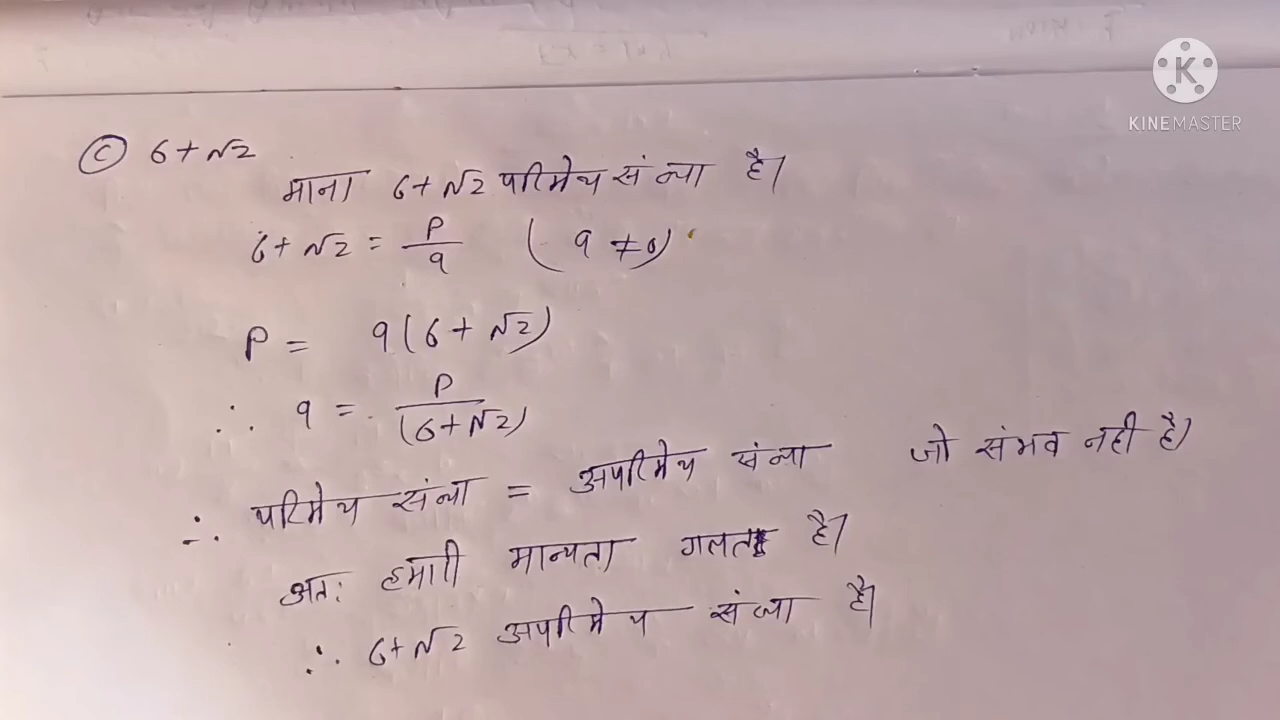 KINEMASTER
ⓒ 6+√2
माना 6+√2 परिमेय संख्या है।
6+√2 = P/q (q ≠ 0)
P = q(6+√2)
∴ q = P/(6+√2)
∴ परिमेय संख्या = अपरिमेय संख्या जो संभव नही है।
अतः हमारी मान्यता गलत है।
∴ 6+√2 अपरिमेय संख्या है।